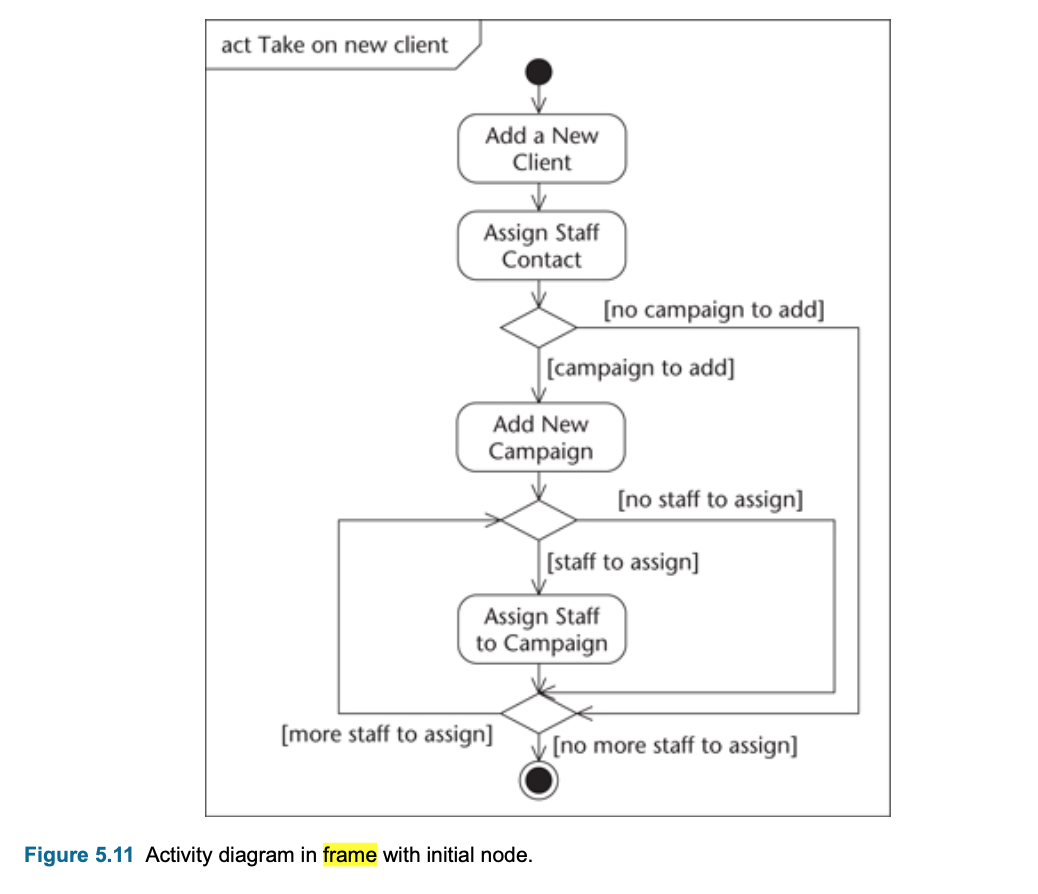 act Take on new client
Add a New
Client
Assign Staff
Contact
[no campaign to add]
[campaign to add]
Add New
Campaign
[no staff to assign]
[staff to assign]
Assign Staff
to Campaign
[more staff to assign]
[no more staff to assign]
Figure 5.11 Activity diagram in frame with initial node.